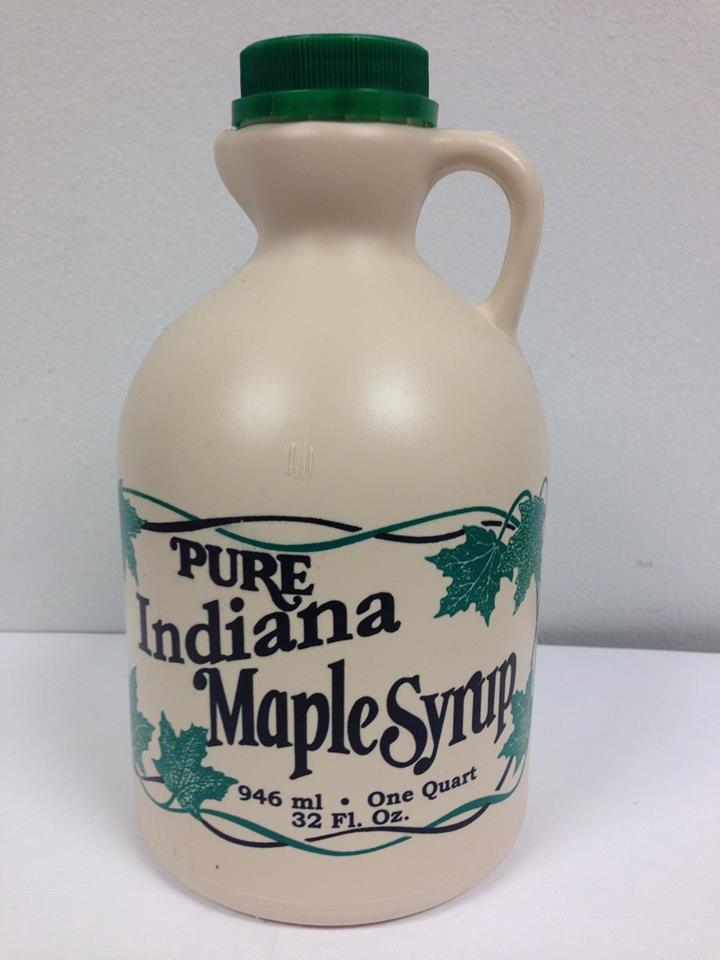 PURE
Indiana
Maple Syrup
946 ml • One Quart
32 Fl. Oz.